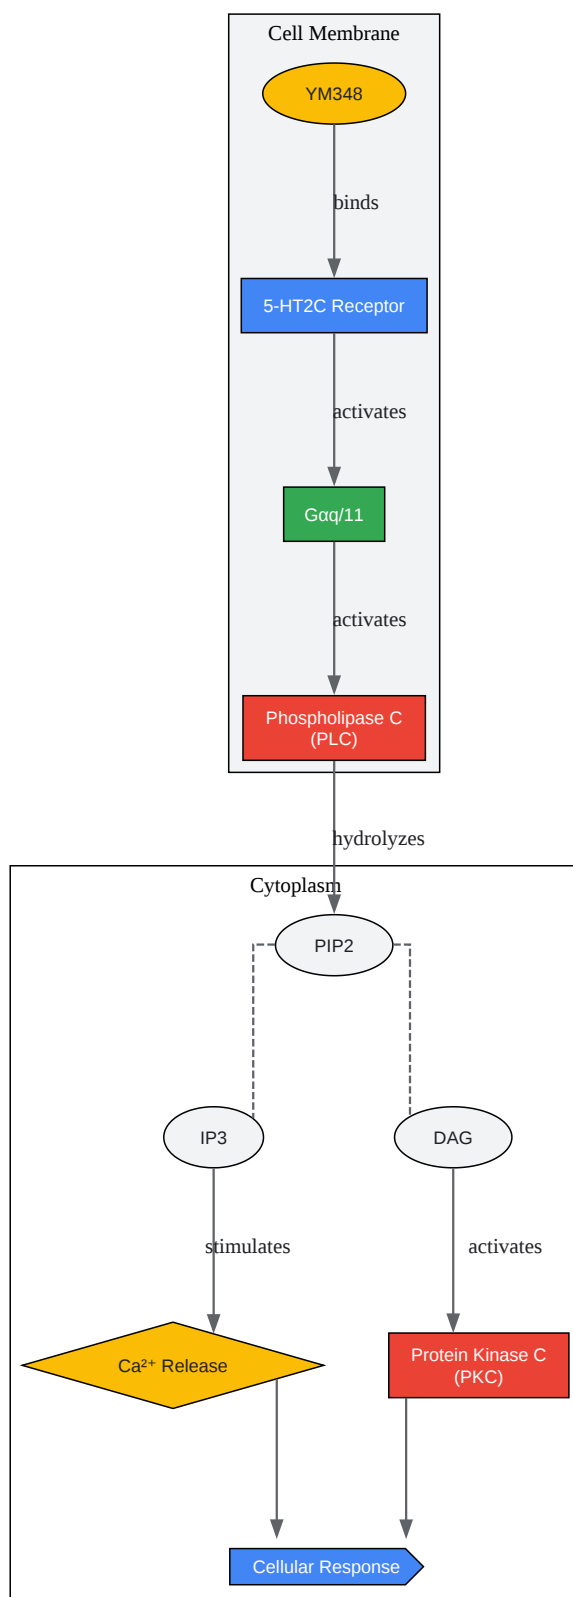 Cell Membrane
YM348
binds
5-HT2C Receptor
activates
Gαq/11
activates
Phospholipase C
(PLC)
hydrolyzes
Cytoplasm
PIP2
IP3
DAG
stimulates
activates
Ca²⁺ Release
Protein Kinase C
(PKC)
Cellular Response